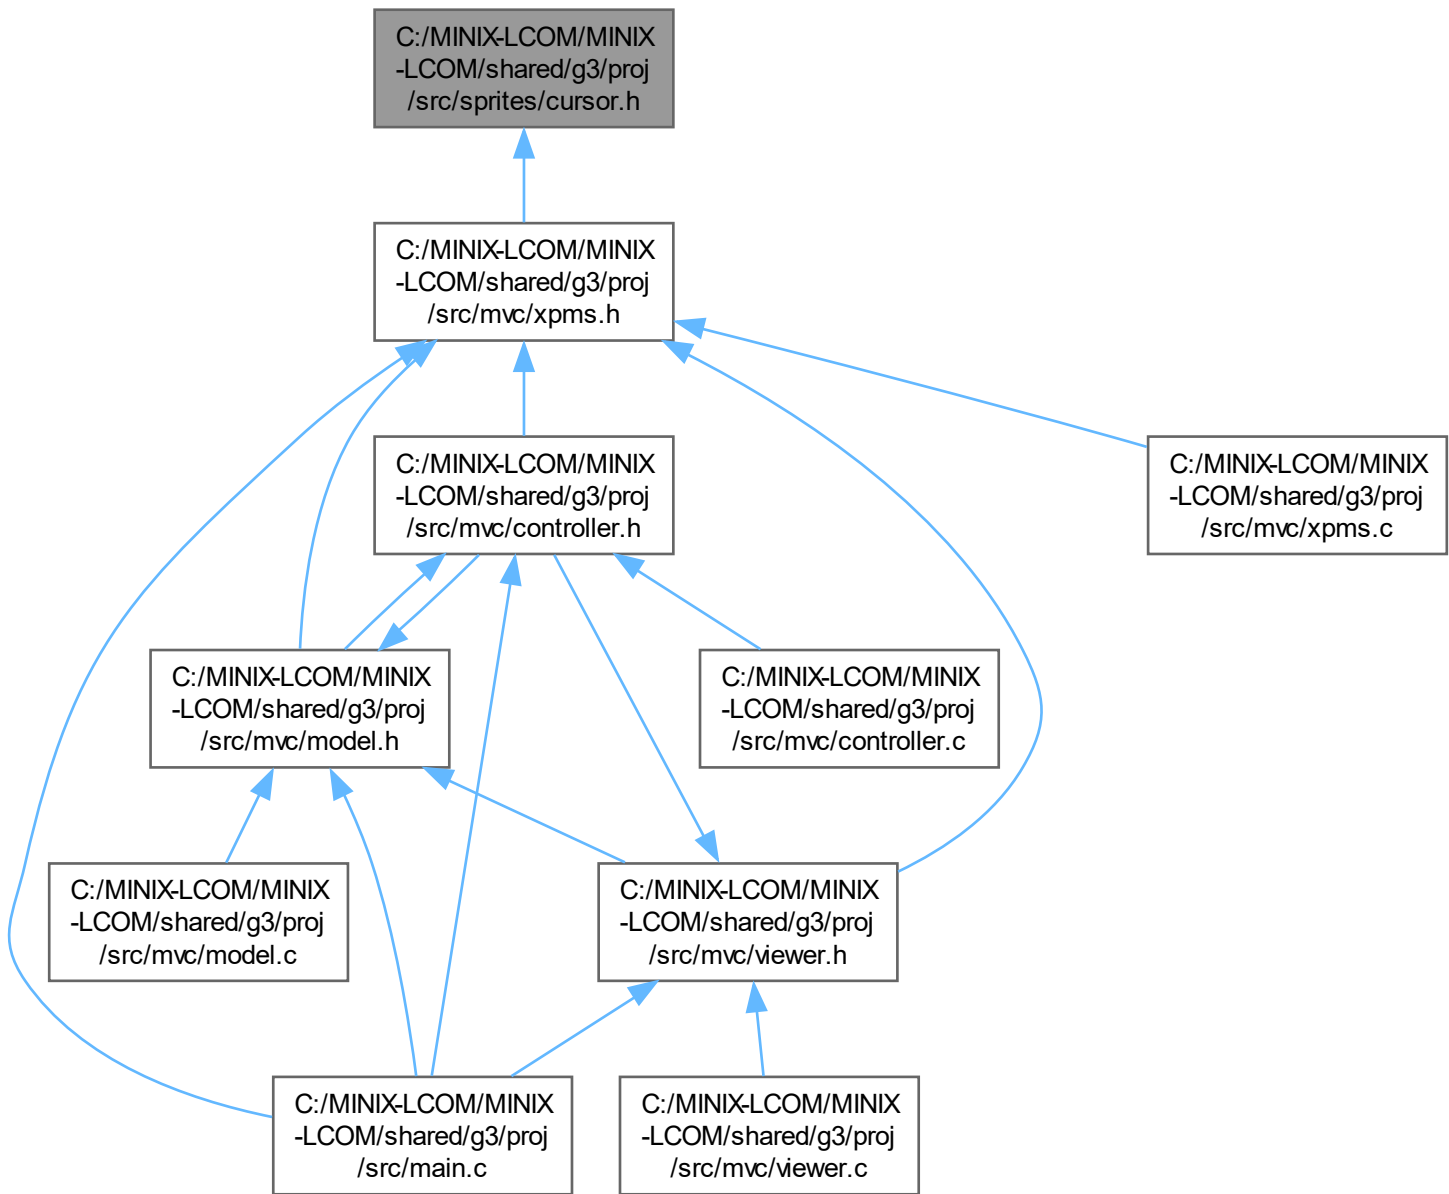 C:/MINIX-LCOM/MINIX
-LCOM/shared/g3/proj
/src/sprites/cursor.h
C:/MINIX-LCOM/MINIX
-LCOM/shared/g3/proj
/src/mvc/xpms.h
C:/MINIX-LCOM/MINIX
-LCOM/shared/g3/proj
/src/mvc/controller.h
C:/MINIX-LCOM/MINIX
-LCOM/shared/g3/proj
/src/mvc/xpms.c
C:/MINIX-LCOM/MINIX
-LCOM/shared/g3/proj
/src/mvc/model.h
C:/MINIX-LCOM/MINIX
-LCOM/shared/g3/proj
/src/mvc/controller.c
C:/MINIX-LCOM/MINIX
-LCOM/shared/g3/proj
/src/mvc/model.c
C:/MINIX-LCOM/MINIX
-LCOM/shared/g3/proj
/src/mvc/viewer.h
C:/MINIX-LCOM/MINIX
-LCOM/shared/g3/proj
/src/main.c
C:/MINIX-LCOM/MINIX
-LCOM/shared/g3/proj
/src/mvc/viewer.c